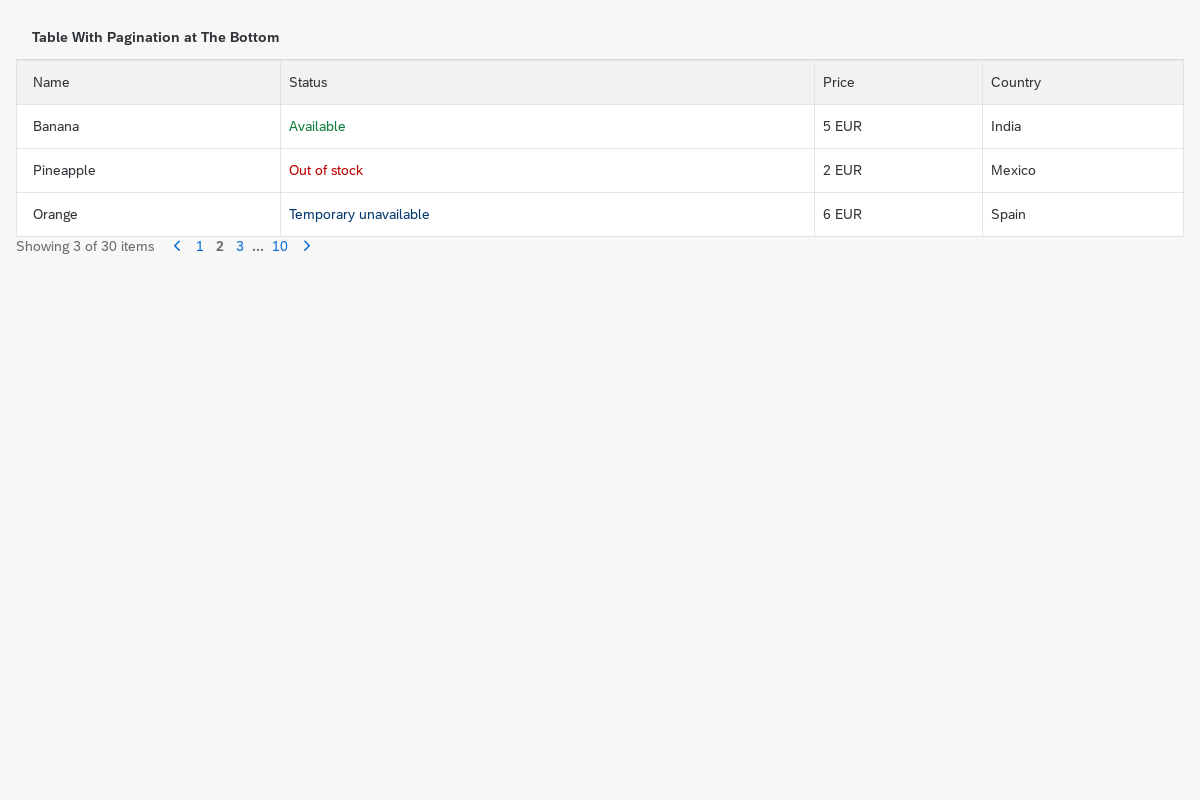 Table With Pagination at The Bottom
Name Status Price Country
Banana Available 5 EUR India
Pineapple Out of stock 2 EUR Mexico
Orange Temporary unavailable 6 EUR Spain
Showing 3 of 30 items 1 2 3 ... 10